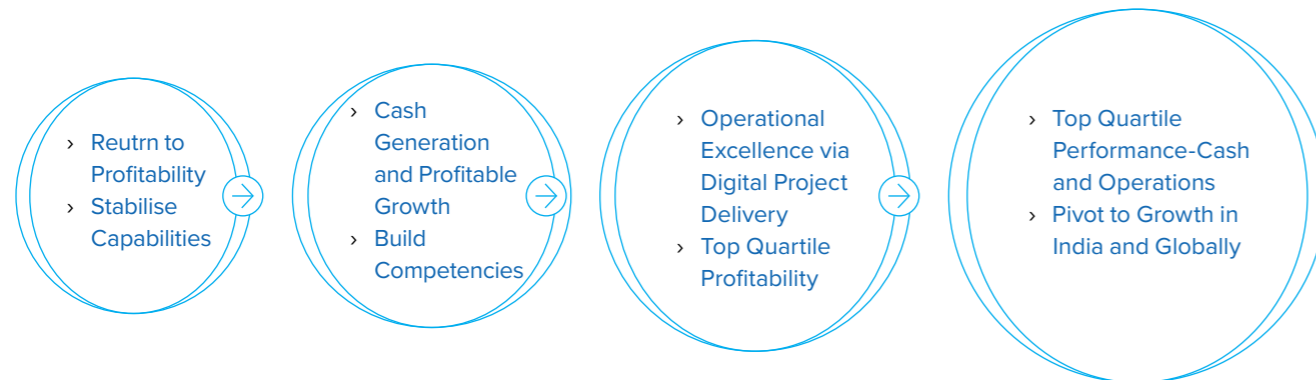 › Reutrn to
Profitability
› Stabilise
Capabilities
› Cash
Generation
and Profitable
Growth
› Build
Competencies
› Operational
Excellence via
Digital Project
Delivery
› Top Quartile
Profitability
› Top Quartile
Performance-Cash
and Operations
› Pivot to Growth in
India and Globally